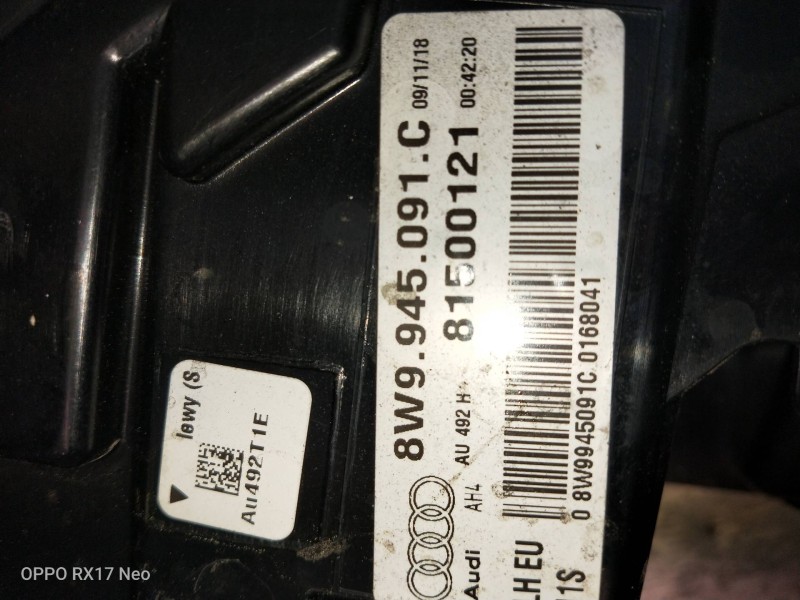 8W9.945.091.C 09/11/18
81500121 00:42:20
AU 492 H
Audi AH4
0 8W9945091C 0168041
LH EU
1S
lewy (S
Au492T1E
OPPO RX17 Neo